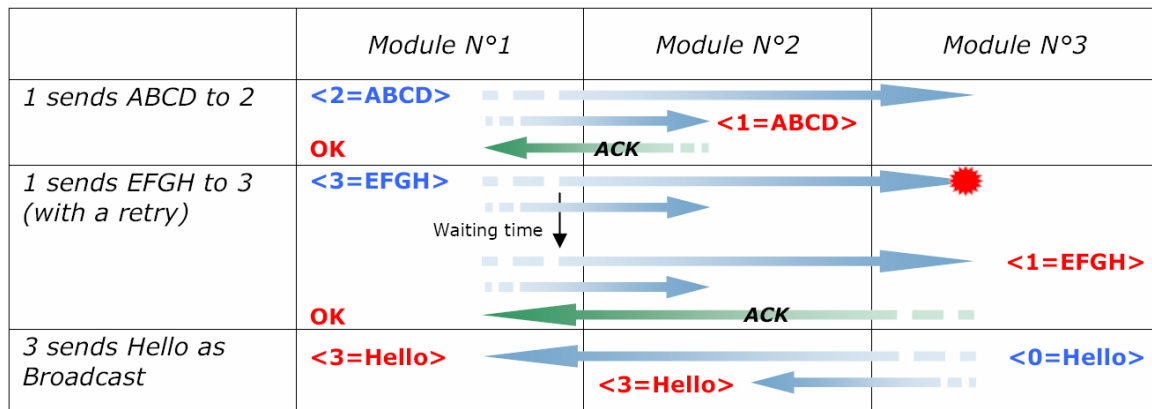 Module N°1
Module N°2
Module N°3
1 sends ABCD to 2
<2=ABCD>
<1=ABCD>
OK
ACK
1 sends EFGH to 3
(with a retry)
<3=EFGH>
Waiting time
<1=EFGH>
OK
ACK
3 sends Hello as
Broadcast
<3=Hello>
<0=Hello>
<3=Hello>